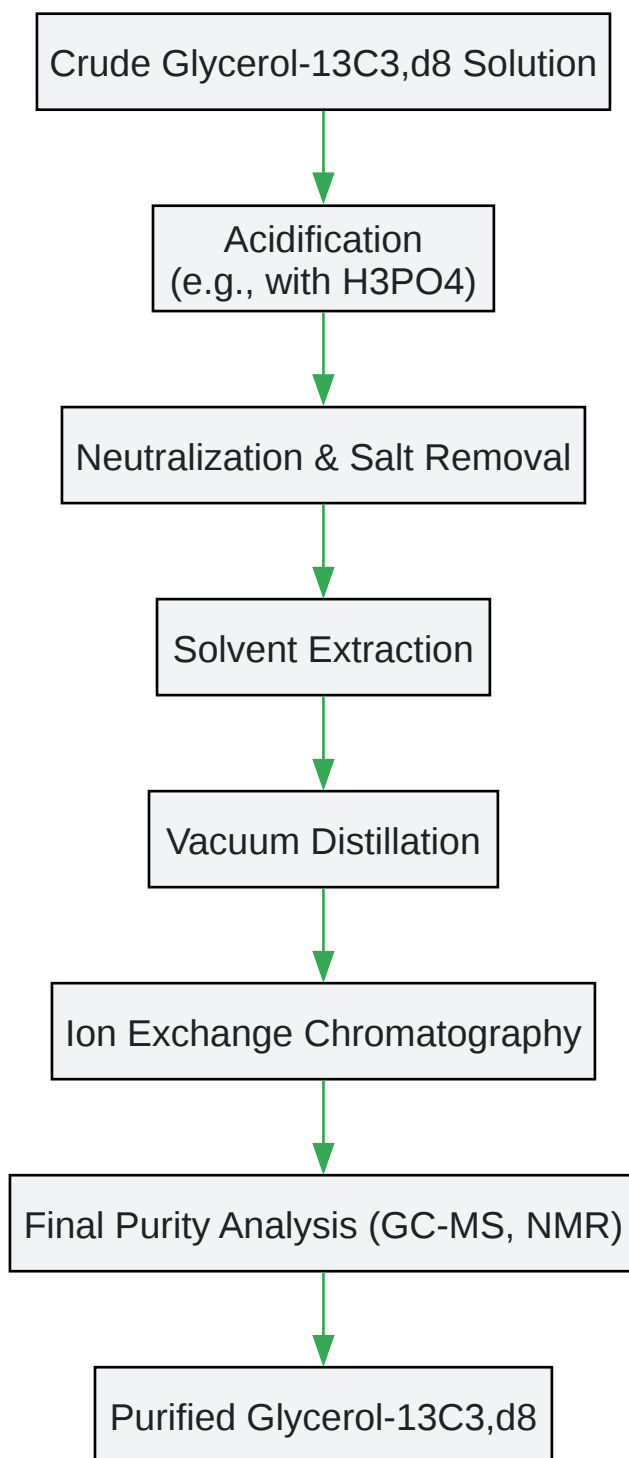 Crude Glycerol-13C3,d8 Solution
Acidification
(e.g., with H3PO4)
Neutralization & Salt Removal
Solvent Extraction
Vacuum Distillation
Ion Exchange Chromatography
Final Purity Analysis (GC-MS, NMR)
Purified Glycerol-13C3,d8